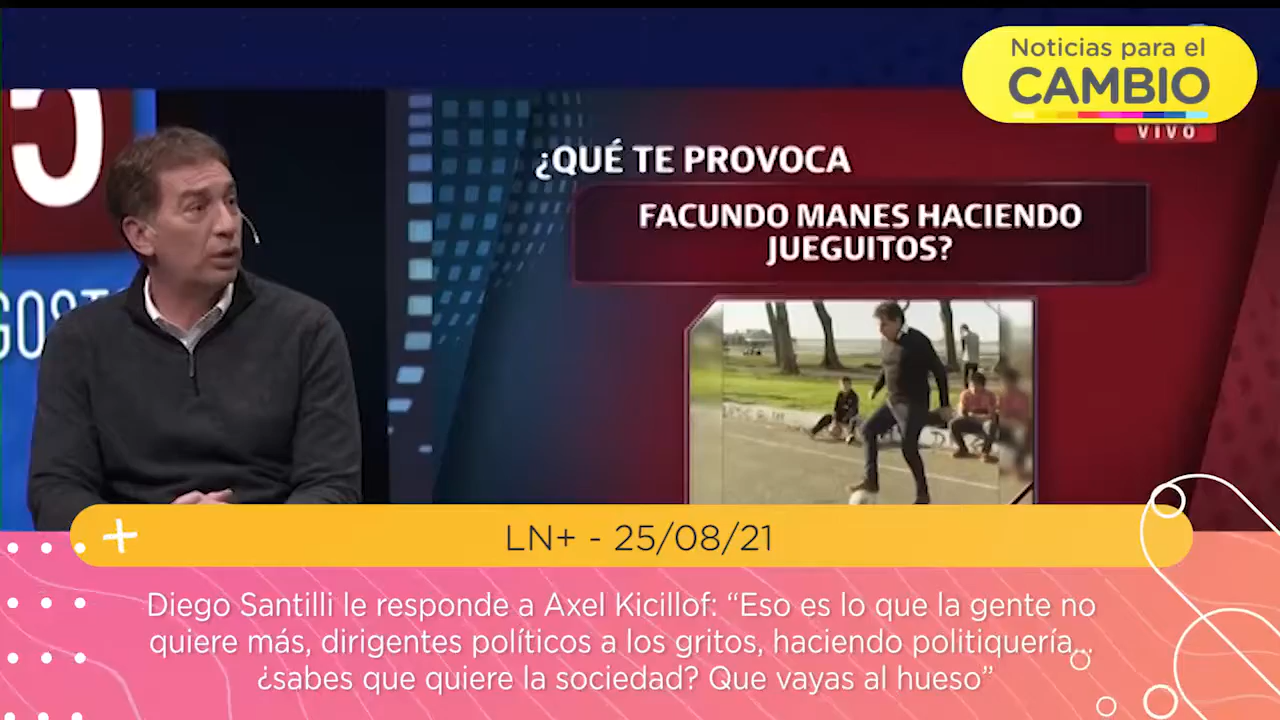 Noticias para el
CAMBIO
VIVO
5
¿QUÉ TE PROVOCA
FACUNDO MANES HACIENDO
JUEGUITOS?
LN+ - 25/08/21
Diego Santilli le responde a Axel Kicillof: “Eso es lo que la gente no
quiere más, dirigentes políticos a los gritos, haciendo politiquería...
¿sabes que quiere la sociedad? Que vayas al hueso”